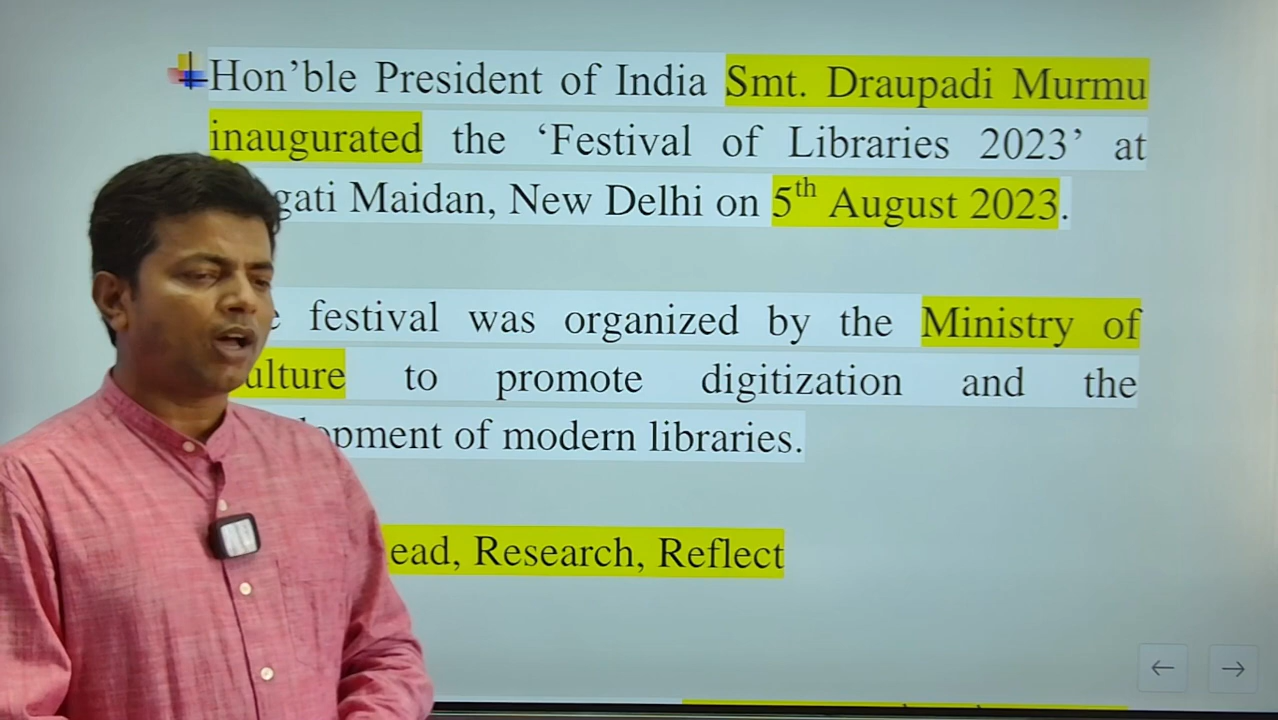 Hon’ble President of India Smt. Draupadi Murmu
inaugurated the ‘Festival of Libraries 2023’ at
gati Maidan, New Delhi on 5th August 2023.
festival was organized by the Ministry of
ulture to promote digitization and the
opment of modern libraries.
ead, Research, Reflect